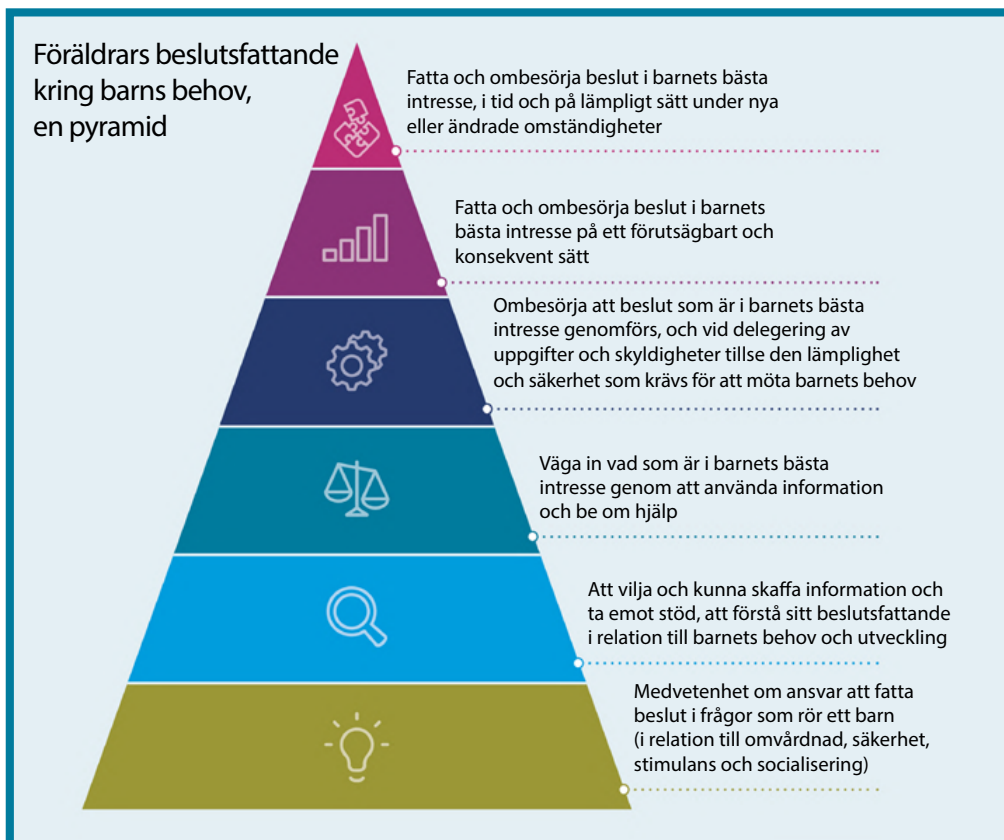 Föräldrars beslutsfattande
kring barns behov,
en pyramid
Fatta och ombesörja beslut i barnets bästa
intresse, i tid och på lämpligt sätt under nya
eller ändrade omständigheter
Fatta och ombesörja beslut i barnets
bästa intresse på ett förutsägbart och
konsekvent sätt
Ombesörja att beslut som är i barnets bästa
intresse genomförs, och vid delegering av
uppgifter och skyldigheter tillse den lämplighet
och säkerhet som krävs för att möta barnets behov
Väga in vad som är i barnets bästa
intresse genom att använda information
och be om hjälp
Att vilja och kunna skaffa information och
ta emot stöd, att förstå sitt beslutsfattande
i relation till barnets behov och utveckling
Medvetenhet om ansvar att fatta
beslut i frågor som rör ett barn
(i relation till omvårdnad, säkerhet,
stimulans och socialisering)